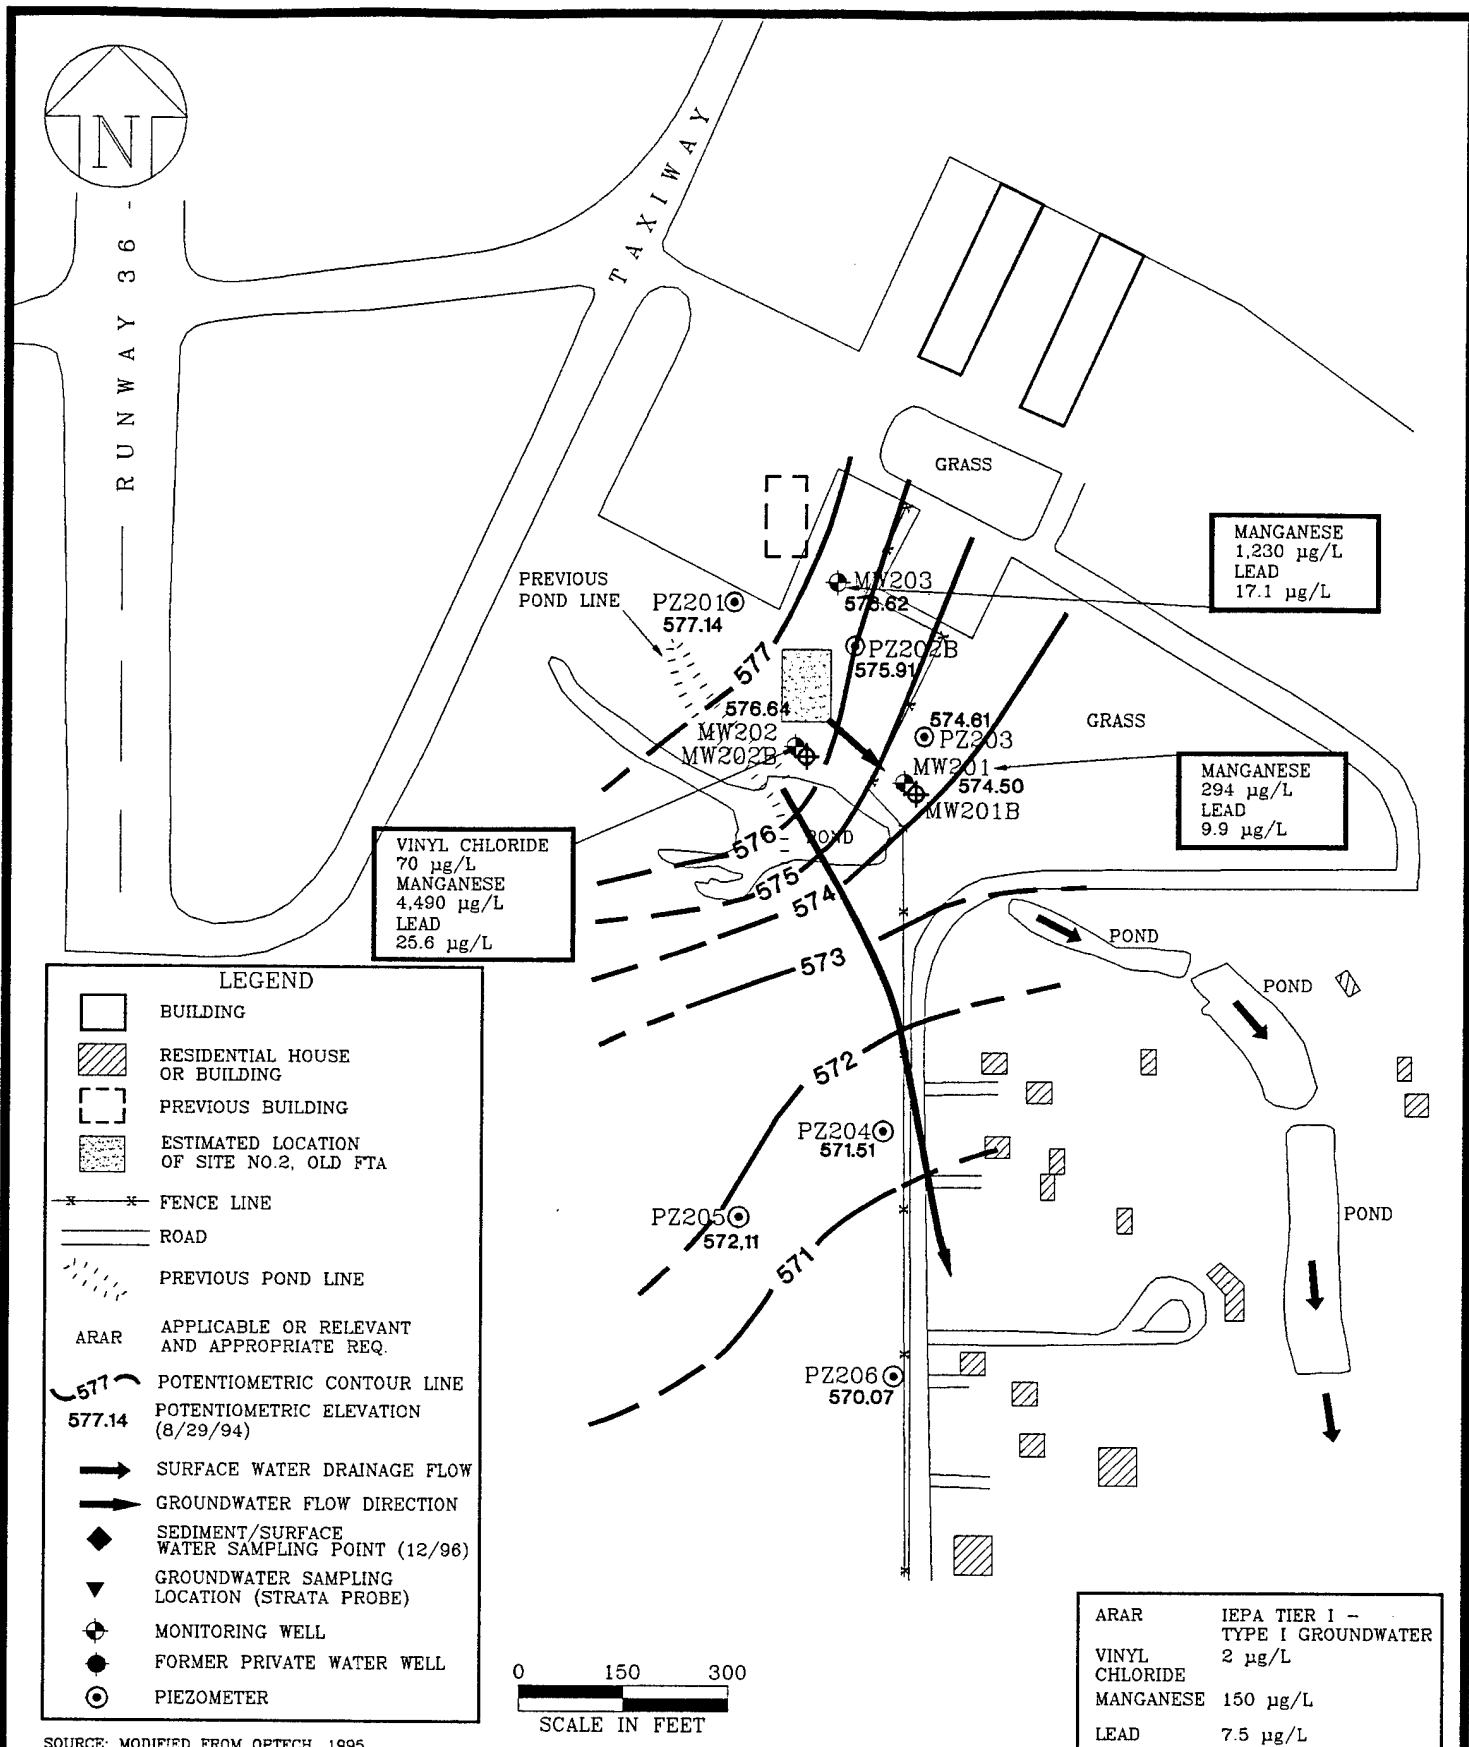 N
RUNWAY 36 -
TAXIWAY
GRASS
MANGANESE
1,230 µg/L
LEAD
17.1 µg/L
PREVIOUS
POND LINE
PZ201
577.14
MW203
PZ202B
575.91
577
576.64
MW202
MW202B
574.61
PZ203
GRASS
MW201
574.50
MW201B
MANGANESE
294 µg/L
LEAD
9.9 µg/L
VINYL CHLORIDE
70 µg/L
MANGANESE
4,490 µg/L
LEAD
25.6 µg/L
576
POND
575
574
573
572
571
POND
POND
POND
PZ204
571.51
PZ205
572,11
PZ206
570.07
LEGEND
BUILDING
RESIDENTIAL HOUSE
OR BUILDING
PREVIOUS BUILDING
ESTIMATED LOCATION
OF SITE NO.2, OLD FTA
x x FENCE LINE
ROAD
PREVIOUS POND LINE
ARAR APPLICABLE OR RELEVANT
AND APPROPRIATE REQ.
577 POTENTIOMETRIC CONTOUR LINE
577.14 POTENTIOMETRIC ELEVATION
(8/29/94)
SURFACE WATER DRAINAGE FLOW
GROUNDWATER FLOW DIRECTION
SEDIMENT/SURFACE
WATER SAMPLING POINT (12/96)
GROUNDWATER SAMPLING
LOCATION (STRATA PROBE)
MONITORING WELL
FORMER PRIVATE WATER WELL
PIEZOMETER
0 150 300
SCALE IN FEET
ARAR IEPA TIER I -
TYPE I GROUNDWATER
VINYL 2 µg/L
CHLORIDE
MANGANESE 150 µg/L
LEAD 7.5 µg/L
SOURCE: MODIFIED FROM OPTECH, 1995